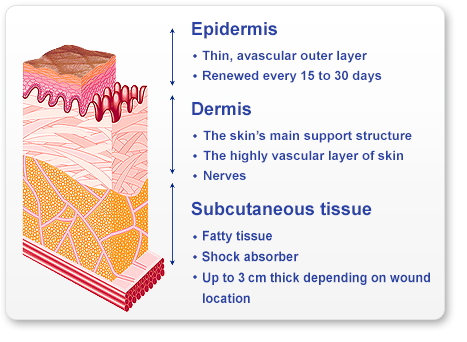 Epidermis
• Thin, avascular outer layer
• Renewed every 15 to 30 days
Dermis
• The skin's main support structure
• The highly vascular layer of skin
• Nerves
Subcutaneous tissue
• Fatty tissue
• Shock absorber
• Up to 3 cm thick depending on wound
location